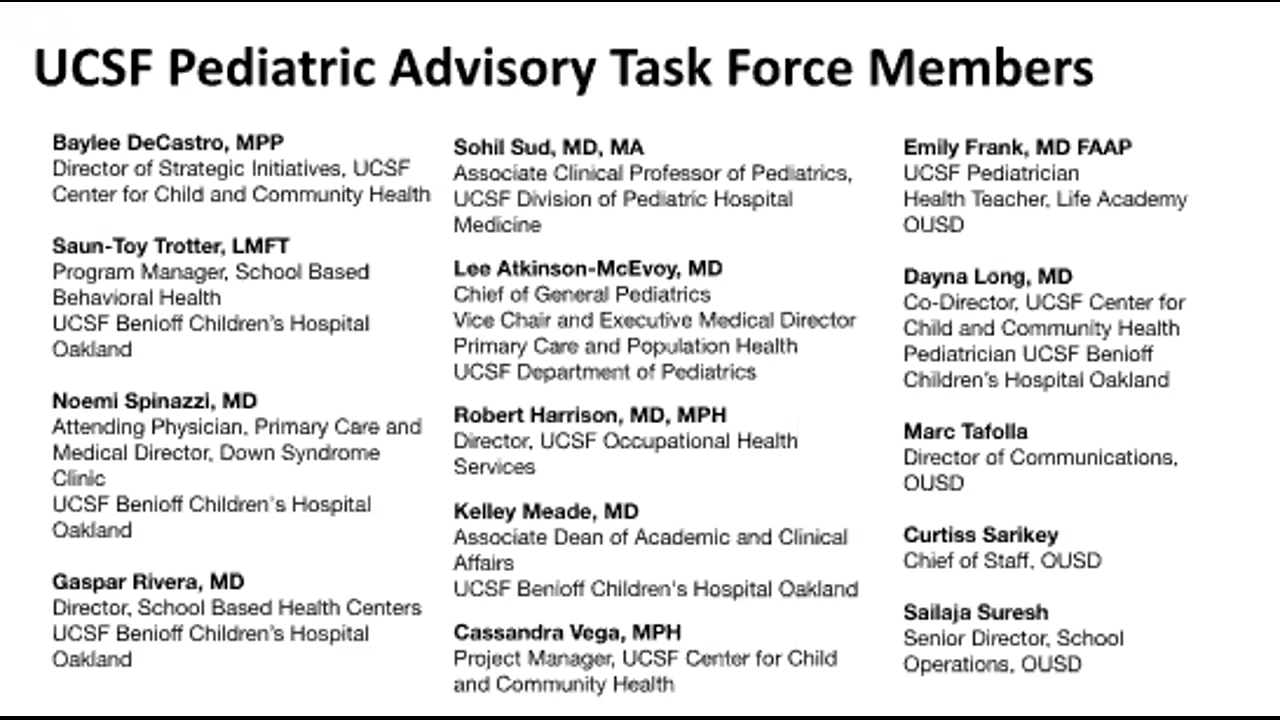 UCSF Pediatric Advisory Task Force Members
Baylee DeCastro, MPP
Director of Strategic Initiatives, UCSF
Center for Child and Community Health
Saun-Toy Trotter, LMFT
Program Manager, School Based
Behavioral Health
UCSF Benioff Children's Hospital
Oakland
Noemi Spinazzi, MD
Attending Physician, Primary Care and
Medical Director, Down Syndrome
Clinic
UCSF Benioff Children's Hospital
Oakland
Gaspar Rivera, MD
Director, School Based Health Centers
UCSF Benioff Children's Hospital
Oakland
Sohil Sud, MD, MA
Associate Clinical Professor of Pediatrics,
UCSF Division of Pediatric Hospital
Medicine
Lee Atkinson-McEvoy, MD
Chief of General Pediatrics
Vice Chair and Executive Medical Director
Primary Care and Population Health
UCSF Department of Pediatrics
Robert Harrison, MD, MPH
Director, UCSF Occupational Health
Services
Kelley Meade, MD
Associate Dean of Academic and Clinical
Affairs
UCSF Benioff Children's Hospital Oakland
Cassandra Vega, MPH
Project Manager, UCSF Center for Child
and Community Health
Emily Frank, MD FAAP
UCSF Pediatrician
Health Teacher, Life Academy
OUSD
Dayna Long, MD
Co-Director, UCSF Center for
Child and Community Health
Pediatrician UCSF Benioff
Children's Hospital Oakland
Marc Tafolla
Director of Communications,
OUSD
Curtiss Sarikey
Chief of Staff, OUSD
Sailaja Suresh
Senior Director, School
Operations, OUSD